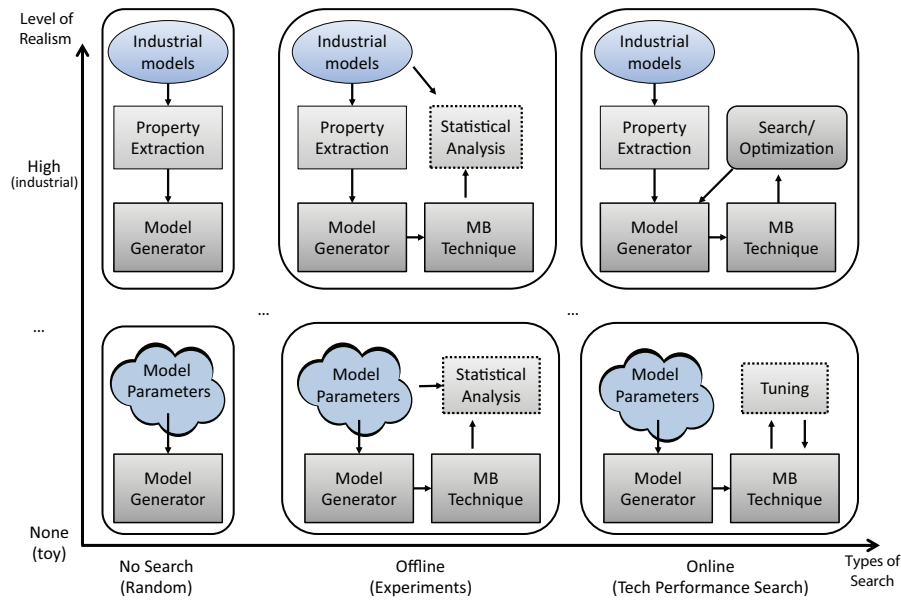 Level of
Realism
High
(industrial)
...
None
(toy)
Industrial
models
Property
Extraction
Model
Generator
Industrial
models
Property
Extraction
Model
Generator
Statistical
Analysis
MB
Technique
Industrial
models
Property
Extraction
Model
Generator
Search/
Optimization
MB
Technique
...
...
Model
Parameters
Model
Generator
Model
Parameters
Model
Generator
Statistical
Analysis
MB
Technique
Model
Parameters
Model
Generator
Tuning
MB
Technique
No Search
(Random)
Offline
(Experiments)
Online
(Tech Performance Search)
Types of
Search